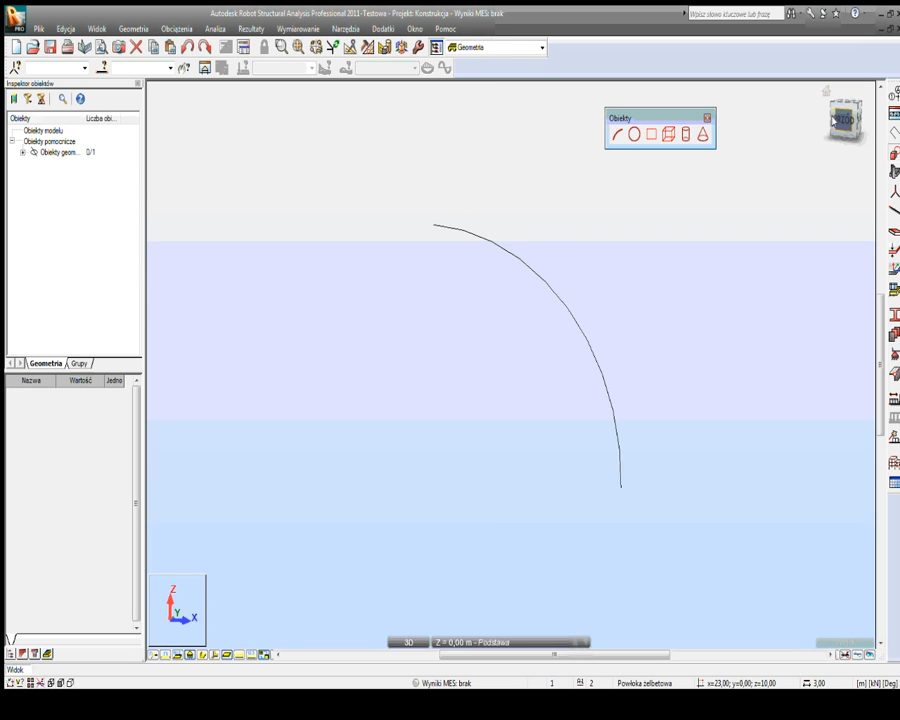 Autodesk Robot Structural Analysis Professional 2011-Testowa - Projekt: Konstrukcja - Wyniki MES: brak
Wpisz słowo kluczowe lub frazę
PRO
Plik Edycja Widok Geometria Obciążenia Analiza Rezultaty Wymiarowanie Narzędzia Dodatki Okno Pomoc
Geometria
Inspektor obiektów
Obiekty
Obiekty Liczba obi...
Obiekty modelu
Obiekty pomocnicze
Obiekty geom... 0/1
Geometria Grupy
Nazwa Wartość Jedno
Z
Y
X
3D Z = 0,00 m - Podstawa
Widok
Wyniki MES: brak 1 2 Powłoka żelbetowa x=23,00; y=0,00; z=10,00 3,00 [m] [kN] [Deg]